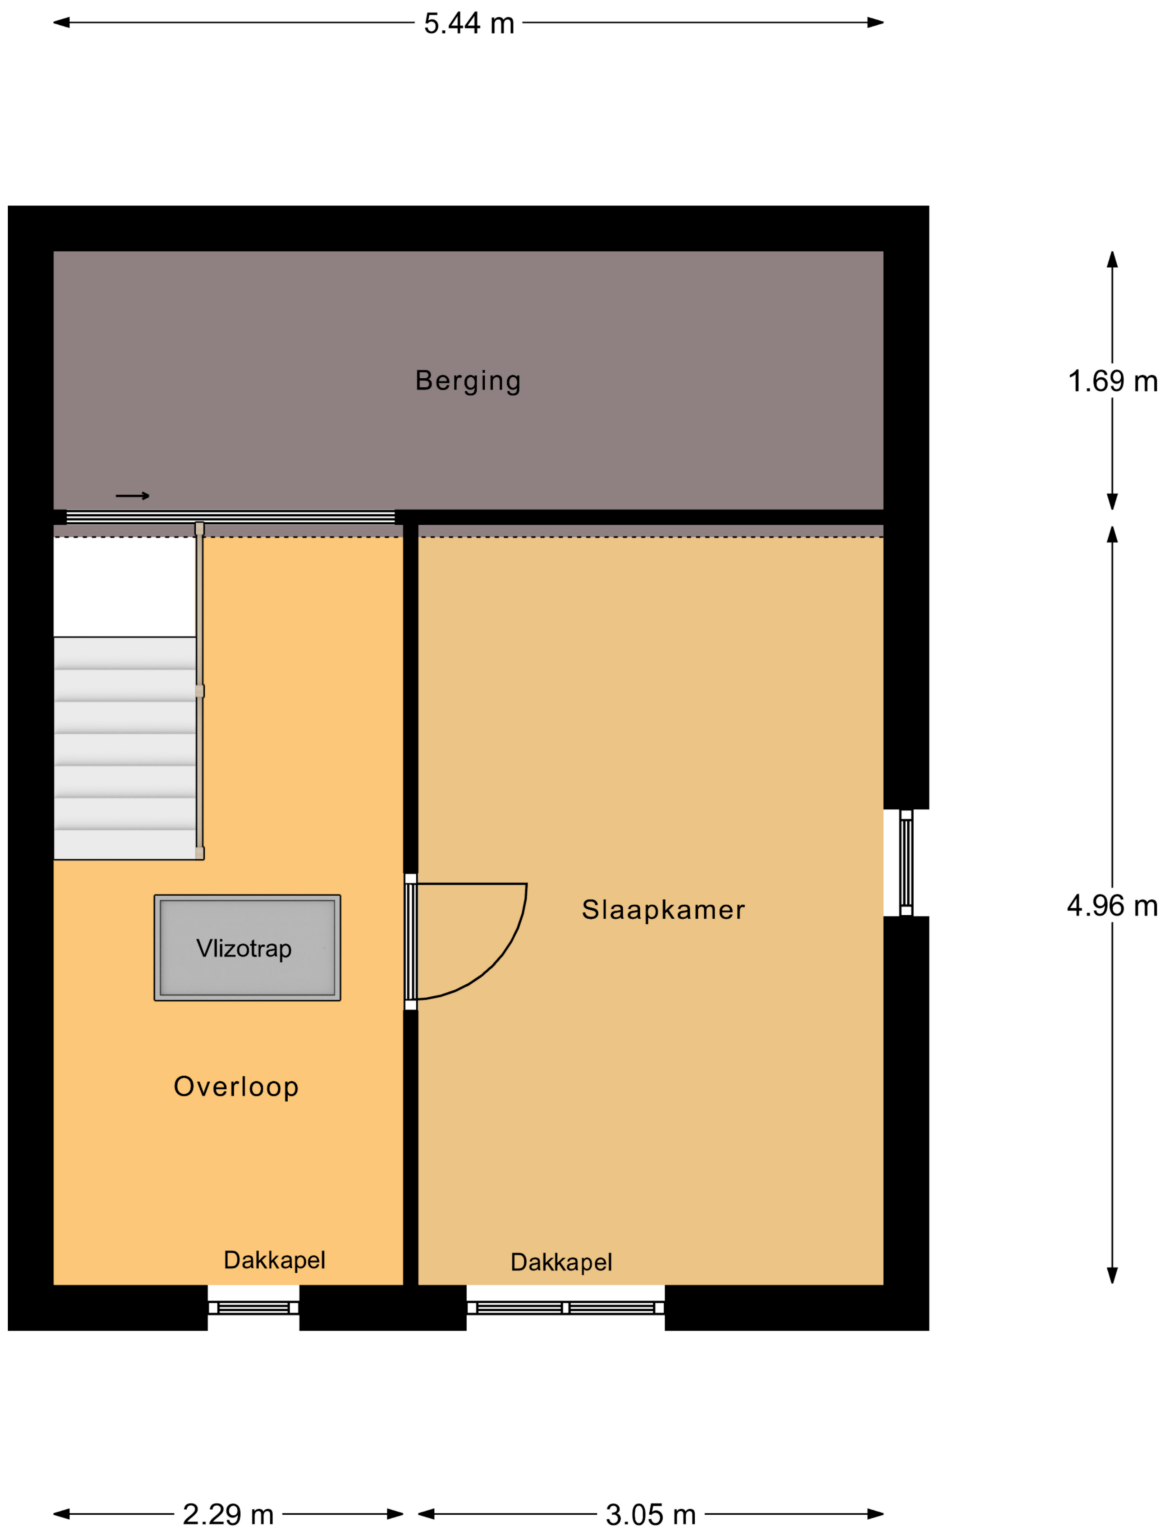 5.44 m
Berging
1.69 m
Slaapkamer
4.96 m
Vlizotrap
Overloop
Dakkapel
Dakkapel
2.29 m
3.05 m